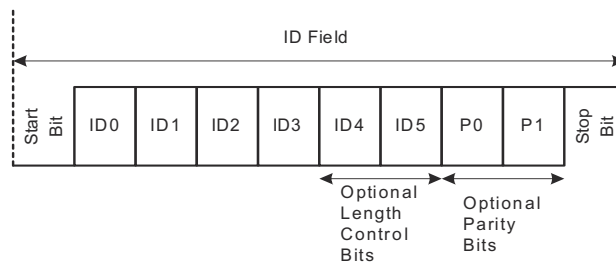 ID Field
Start
Bit
ID0
ID1
ID2
ID3
ID4
ID5
P0
P1
Stop
Bit
Optional
Length
Control
Bits
Optional
Parity
Bits